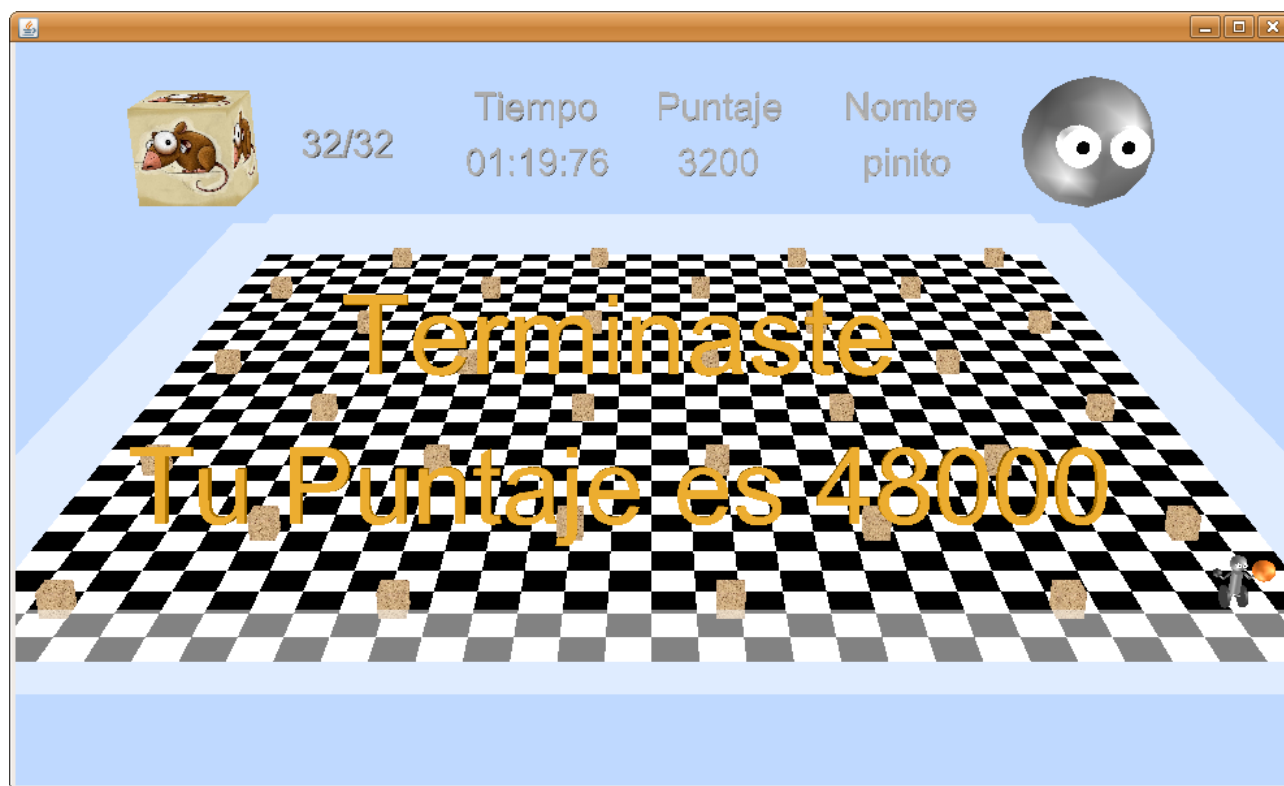 Tiempo Puntaje Nombre
32/32 01:19:76 3200 pinito
Terminaste
Tu Puntaje es 48000